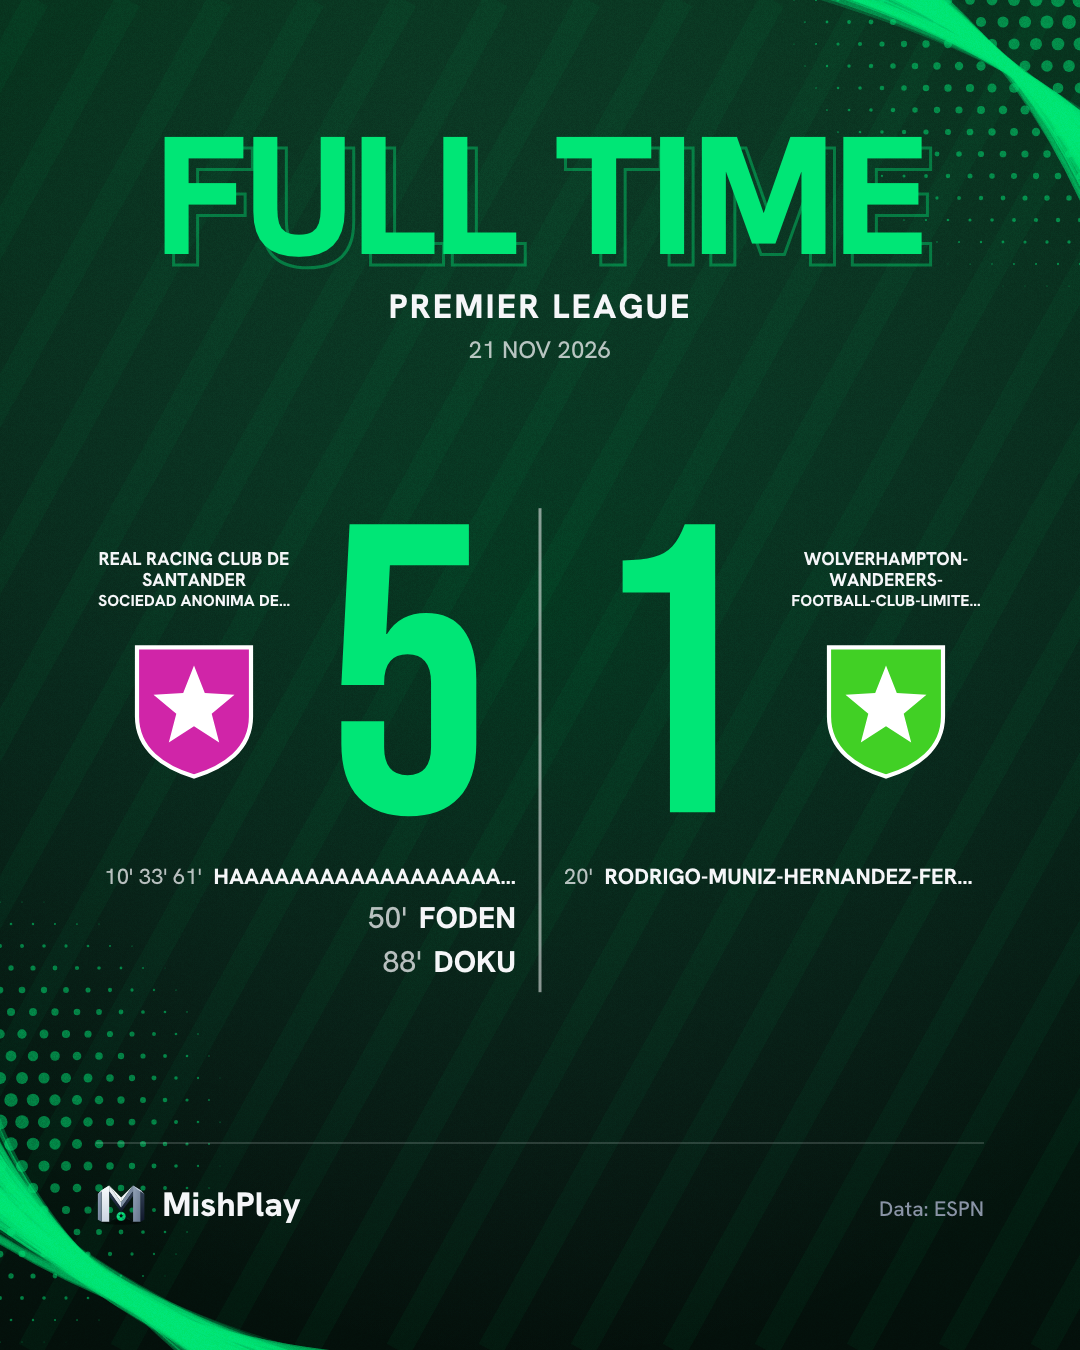 FULL TIME
PREMIER LEAGUE
21 NOV 2026
REAL RACING CLUB DE
SANTANDER
SOCIEDAD ANONIMA DE...
5
1
WOLVERHAMPTON-
WANDERERS-
FOOTBALL-CLUB-LIMITE...
10' 33' 61' HAAAAAAAAAAAAAAAAAA...
50' FODEN
88' DOKU
20' RODRIGO-MUNIZ-HERNANDEZ-FER...
MishPlay
Data: ESPN